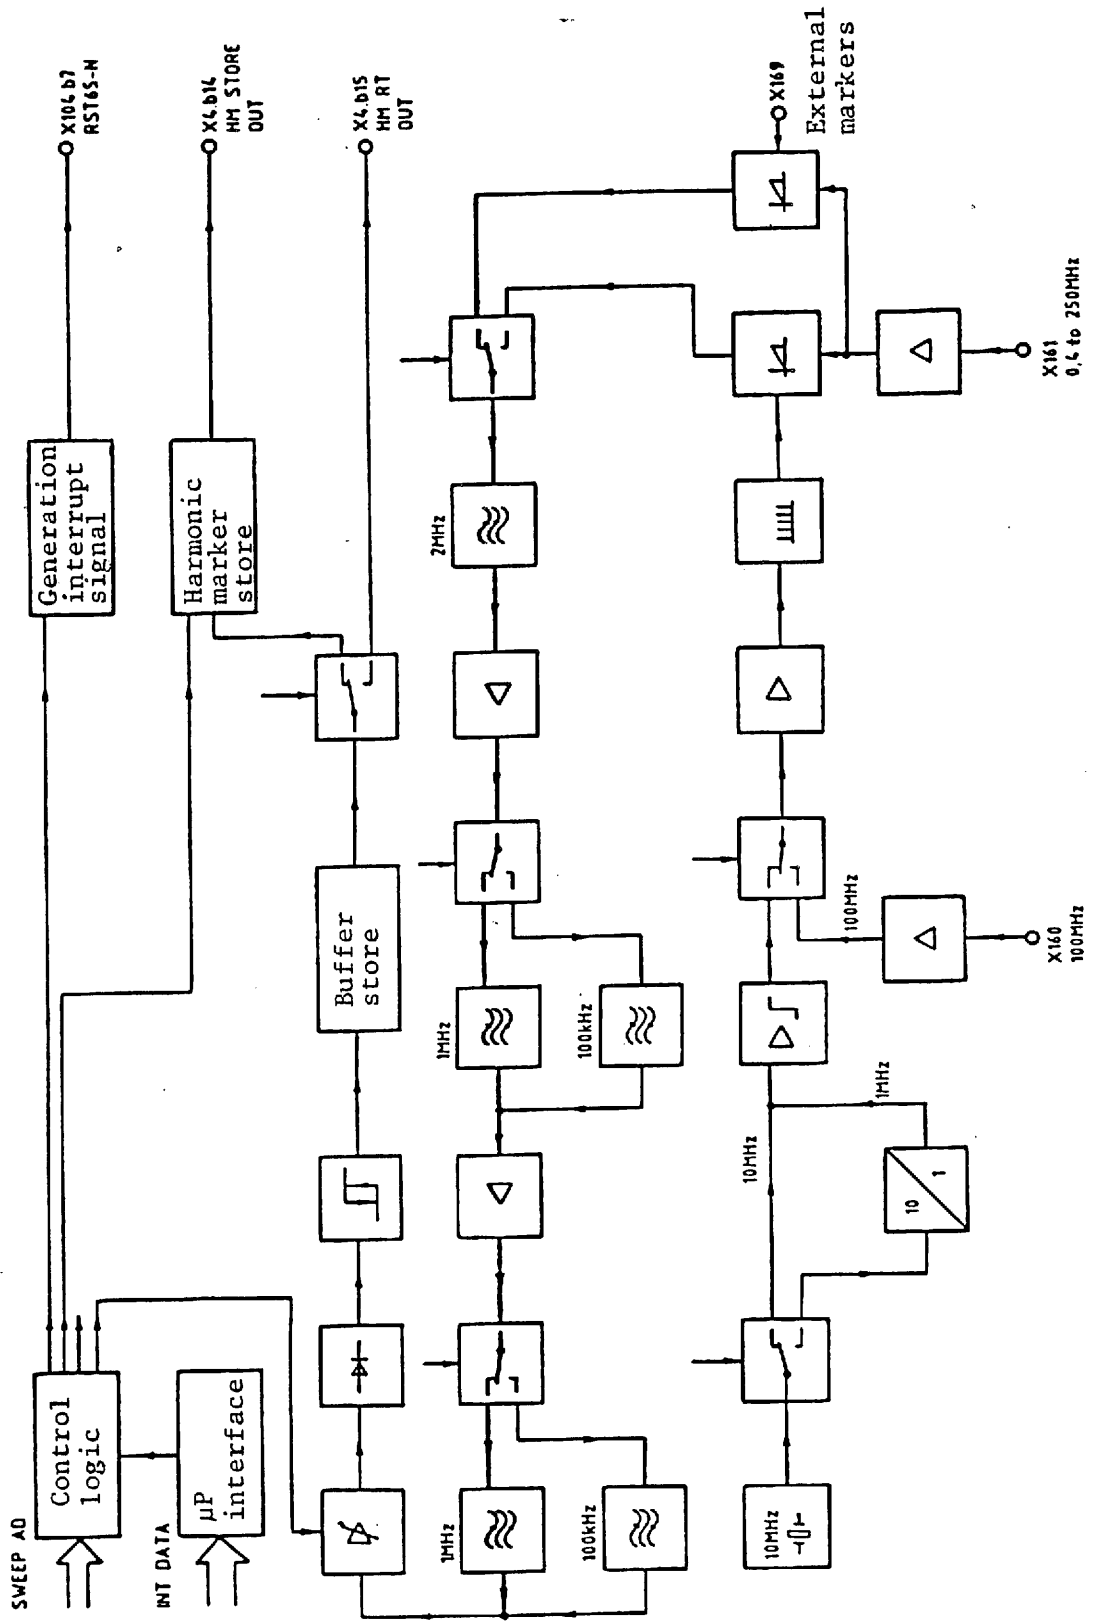 SWEEP AD
Control
logic
INT DATA
µP
interface
Generation
interrupt
signal
X104.b7
RST65-N
Harmonic
marker
store
X4.b14
HM STORE
OUT
Buffer
store
X4.b15
HM RT
OUT
1MHz
100kHz
1MHz
100kHz
2MHz
10MHz
10MHz
10
1
1MHz
100MHz
X160
100MHz
X161
0,4 to 250MHz
X169
External
markers